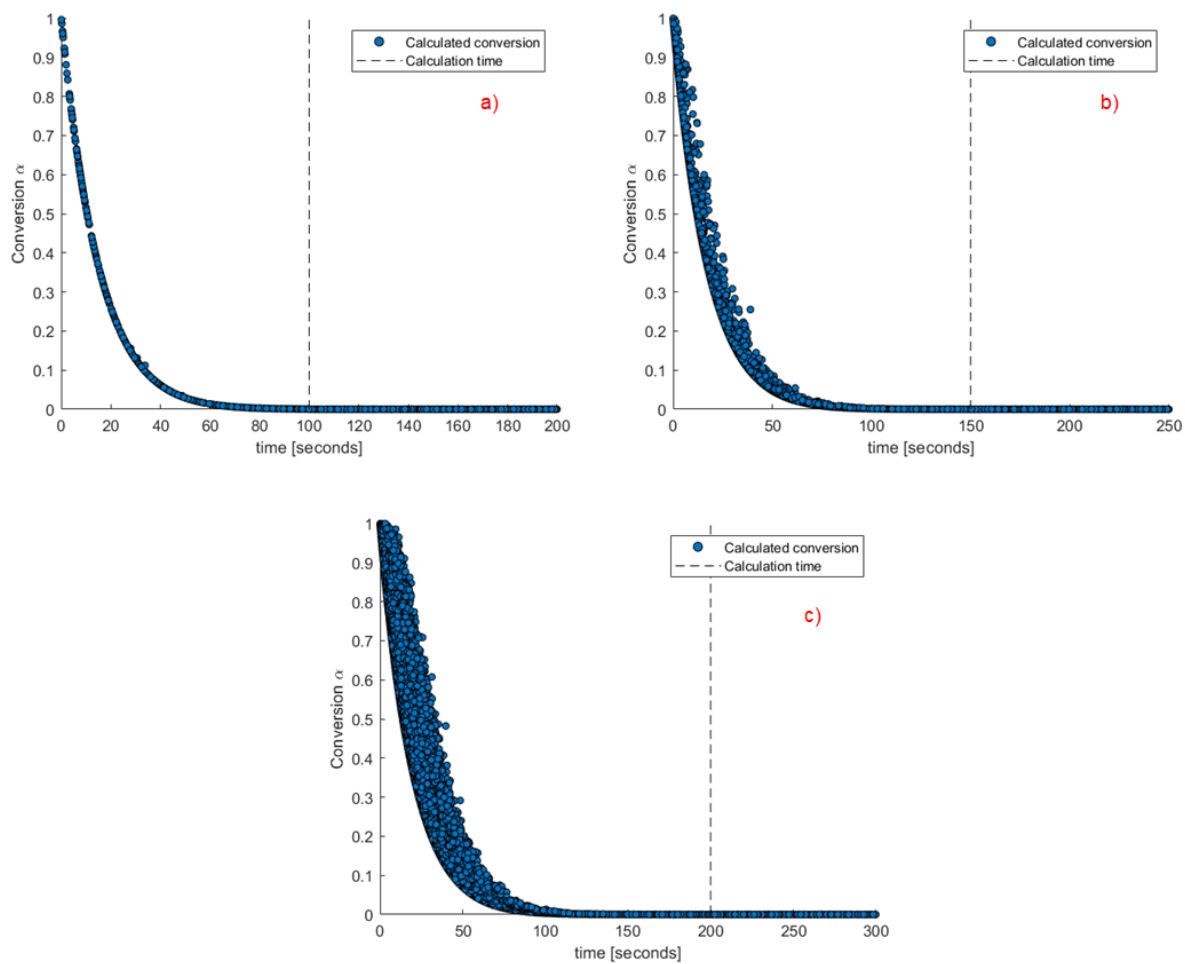 1
0.9
0.8
0.7
0.6
0.5
0.4
0.3
0.2
0.1
0
Conversion α
0 20 40 60 80 100 120 140 160 180 200
time [seconds]
Calculated conversion
Calculation time
a)
1
0.9
0.8
0.7
0.6
0.5
0.4
0.3
0.2
0.1
0
Conversion α
0 50 100 150 200 250
time [seconds]
Calculated conversion
Calculation time
b)
1
0.9
0.8
0.7
0.6
0.5
0.4
0.3
0.2
0.1
0
Conversion α
0 50 100 150 200 250 300
time [seconds]
Calculated conversion
Calculation time
c)